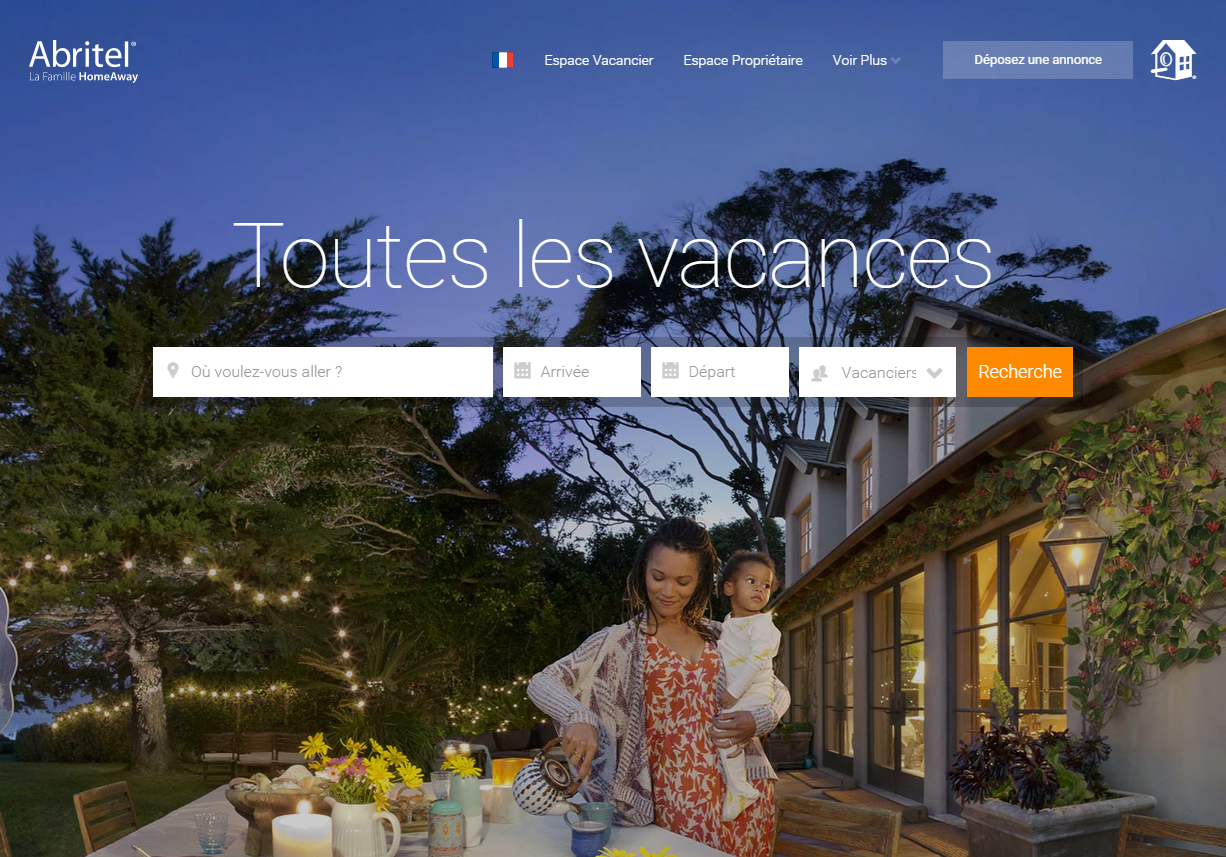 Abritel®
La Famille HomeAway
Espace Vacancier
Espace Propriétaire
Voir Plus
Déposez une annonce
Toutes les vacances
Où voulez-vous aller ?
Arrivée
Départ
Vacanciers
Recherche